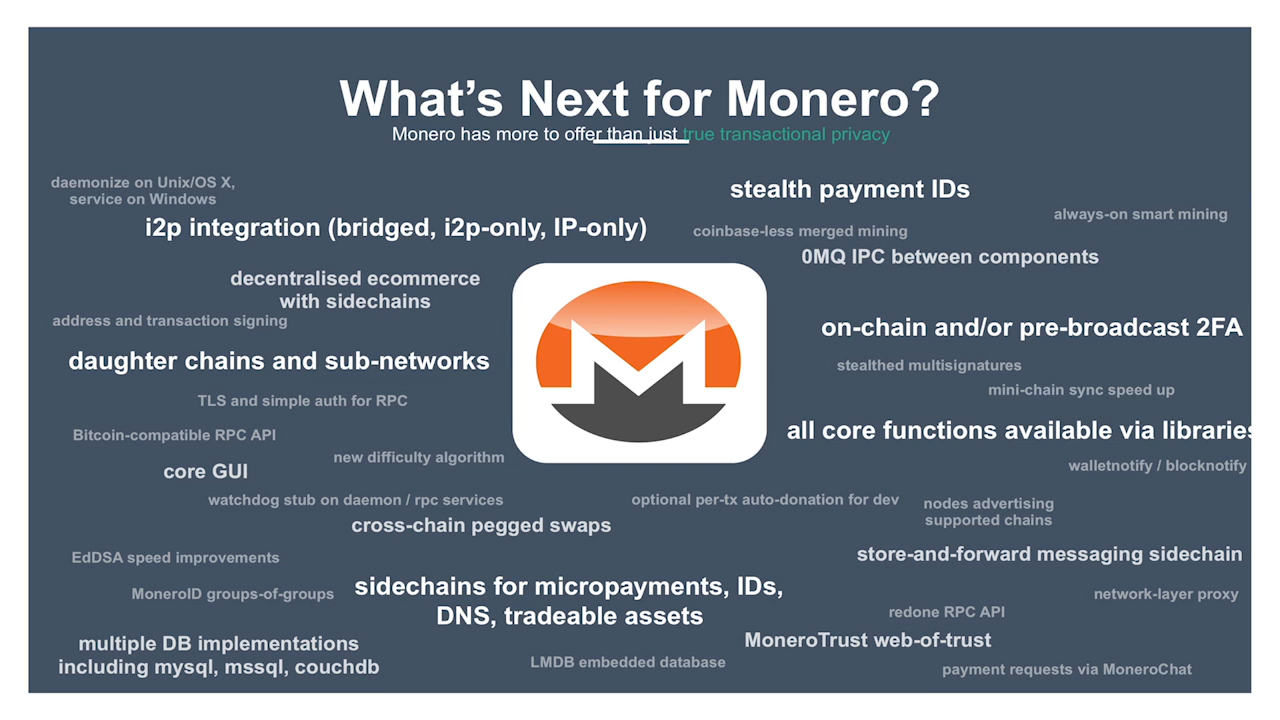 What's Next for Monero?
Monero has more to offer than just true transactional privacy
daemonize on Unix/OS X,
service on Windows
stealth payment IDs
always-on smart mining
i2p integration (bridged, i2p-only, IP-only)
coinbase-less merged mining
0MQ IPC between components
decentralised ecommerce
with sidechains
address and transaction signing
on-chain and/or pre-broadcast 2FA
daughter chains and sub-networks
stealthed multisignatures
mini-chain sync speed up
TLS and simple auth for RPC
Bitcoin-compatible RPC API
all core functions available via libraries
new difficulty algorithm
walletnotify / blocknotify
core GUI
watchdog stub on daemon / rpc services
optional per-tx auto-donation for dev
nodes advertising
supported chains
cross-chain pegged swaps
EdDSA speed improvements
store-and-forward messaging sidechain
MoneroID groups-of-groups
sidechains for micropayments, IDs,
DNS, tradeable assets
network-layer proxy
redone RPC API
multiple DB implementations
including mysql, mssql, couchdb
MoneroTrust web-of-trust
LMDB embedded database
payment requests via MoneroChat